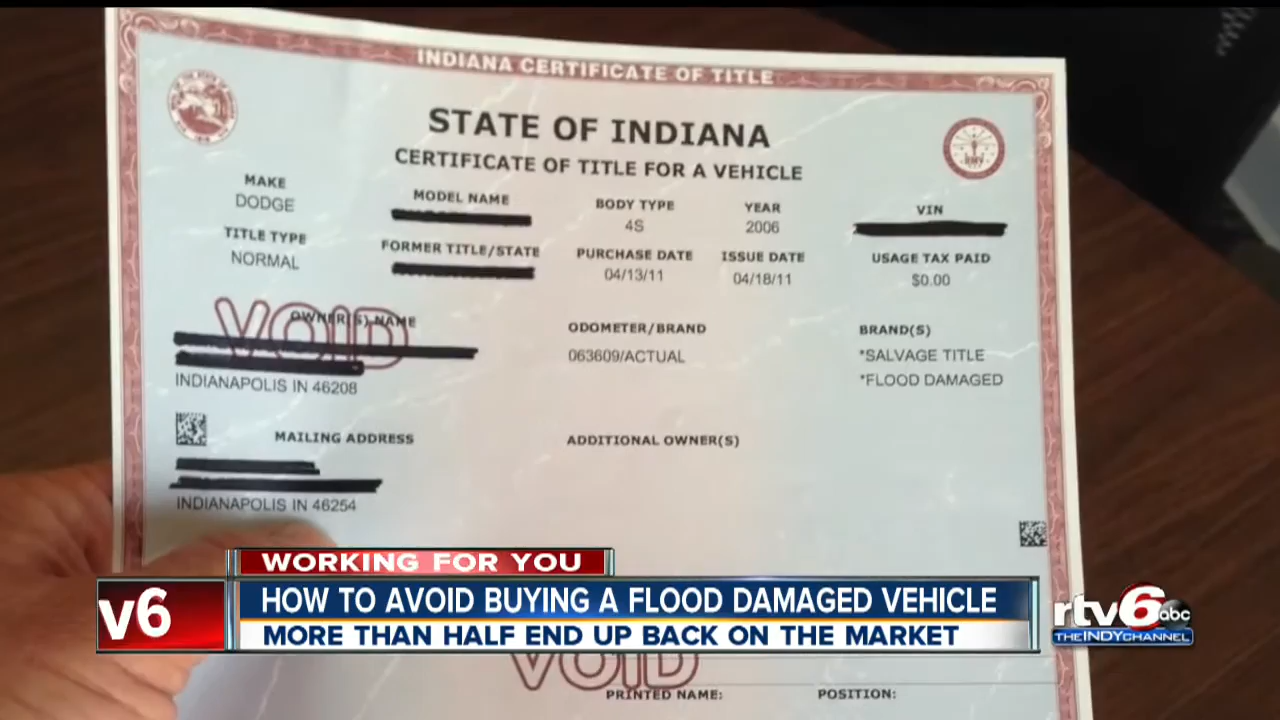 INDIANA CERTIFICATE OF TITLE
STATE OF INDIANA
CERTIFICATE OF TITLE FOR A VEHICLE
MAKE
DODGE
MODEL NAME
BODY TYPE
4S
YEAR
2006
VIN
TITLE TYPE
NORMAL
FORMER TITLE/STATE
PURCHASE DATE
04/13/11
ISSUE DATE
04/18/11
USAGE TAX PAID
$0.00
VOID
OWNER(S) NAME
INDIANAPOLIS IN 46208
ODOMETER/BRAND
063609/ACTUAL
BRAND(S)
*SALVAGE TITLE
*FLOOD DAMAGED
MAILING ADDRESS
INDIANAPOLIS IN 46254
ADDITIONAL OWNER(S)
WORKING FOR YOU
V6
HOW TO AVOID BUYING A FLOOD DAMAGED VEHICLE
MORE THAN HALF END UP BACK ON THE MARKET
rtv6 abc
THEINDYCHANNEL
VOID
PRINTED NAME:
POSITION: